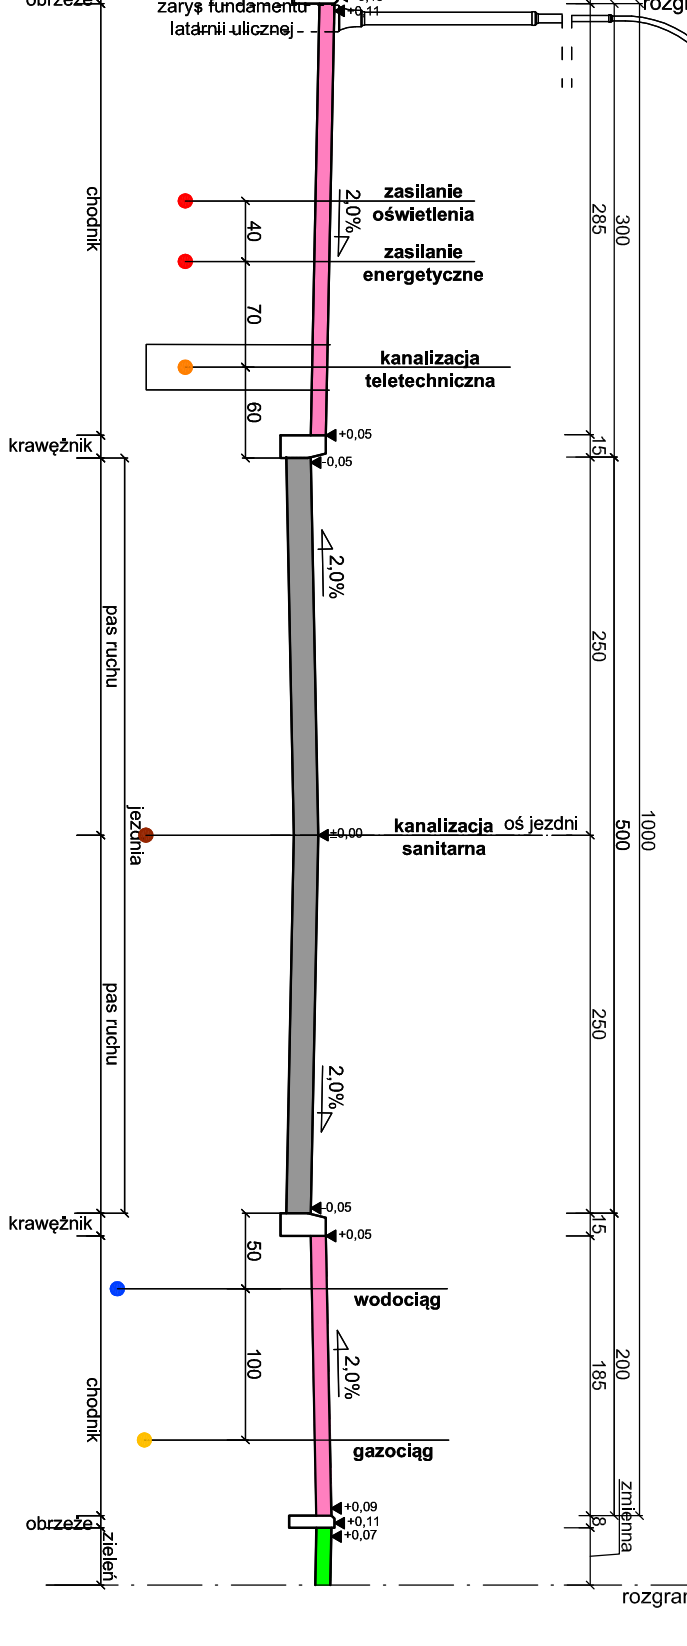 obrzeże
zarys fundamentu
latarnii ulicznej
+0,11
chodnik
zasilanie
oświetlenia
2,0%
40
285
300
zasilanie
energetyczne
70
kanalizacja
teletechniczna
60
krawężnik
+0,05
-0,05
15
2,0%
pas ruchu
250
jezdnia
±0,00
kanalizacja
sanitarna
oś jezdni
500
1000
pas ruchu
250
2,0%
-0,05
krawężnik
+0,05
15
50
wodociąg
2,0%
100
185
200
chodnik
gazociąg
+0,09
obrzeże
+0,11
+0,07
8
zmienna
zieleń